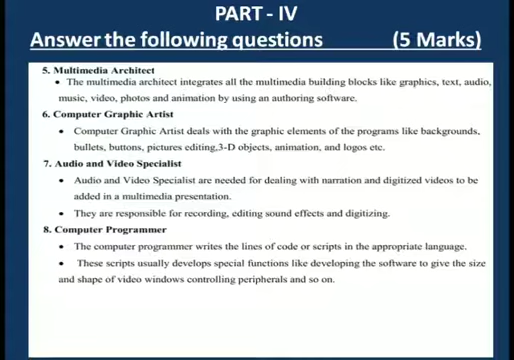 PART - IV
Answer the following questions (5 Marks)
5. Multimedia Architect
• The multimedia architect integrates all the multimedia building blocks like graphics, text, audio,
music, video, photos and animation by using an authoring software.
6. Computer Graphic Artist
• Computer Graphic Artist deals with the graphic elements of the programs like backgrounds,
bullets, buttons, pictures editing,3-D objects, animation, and logos etc.
7. Audio and Video Specialist
• Audio and Video Specialist are needed for dealing with narration and digitized videos to be
added in a multimedia presentation.
• They are responsible for recording, editing sound effects and digitizing.
8. Computer Programmer
• The computer programmer writes the lines of code or scripts in the appropriate language.
• These scripts usually develops special functions like developing the software to give the size
and shape of video windows controlling peripherals and so on.